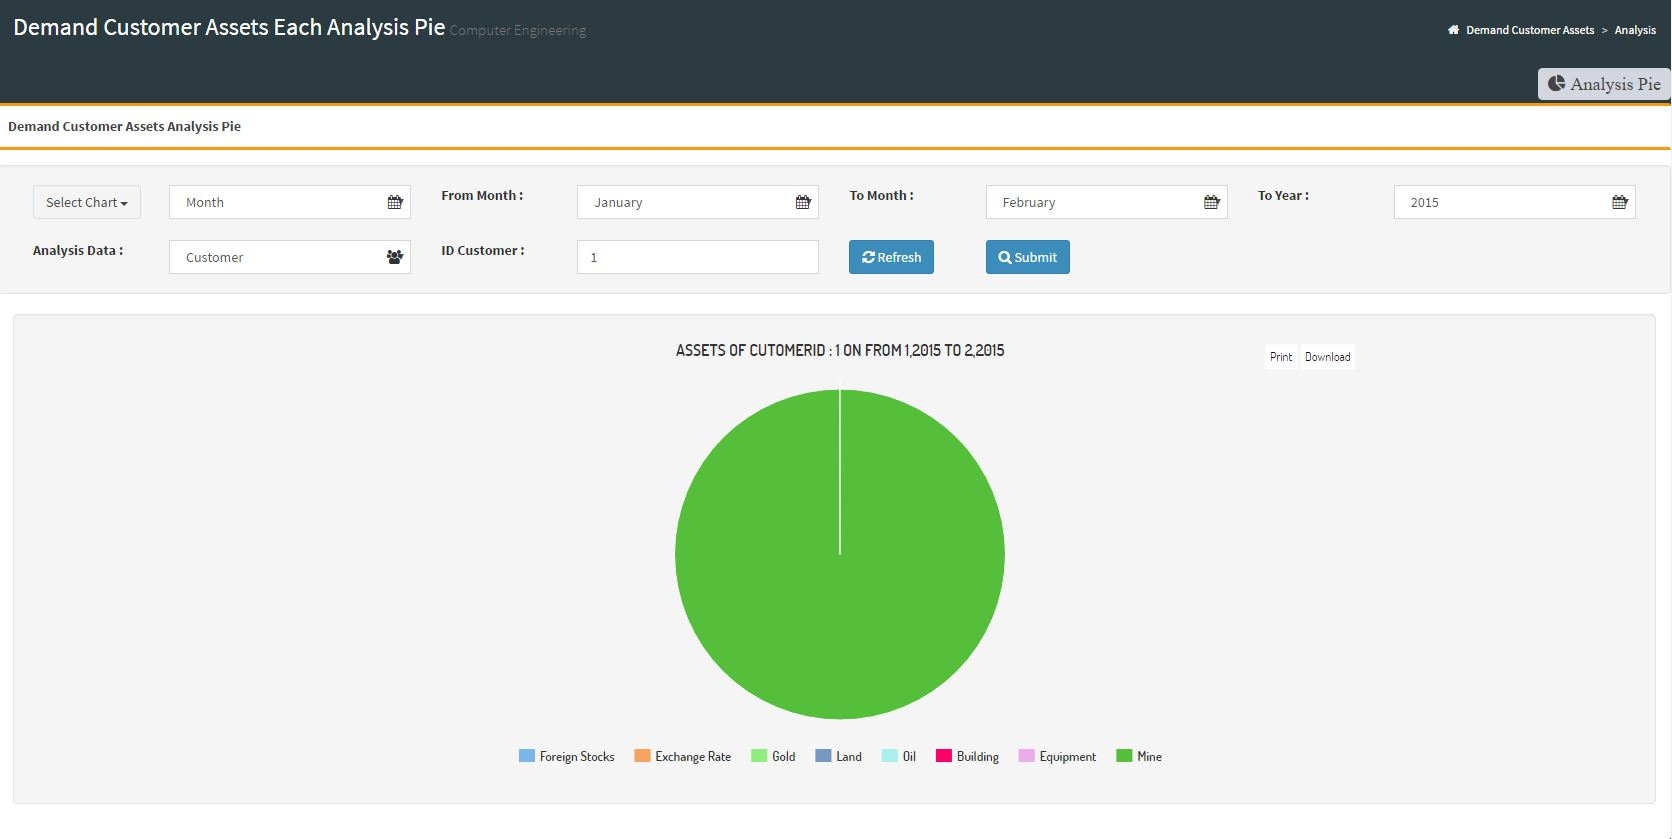 Demand Customer Assets Each Analysis Pie Computer Engineering
Demand Customer Assets > Analysis
Analysis Pie
Demand Customer Assets Analysis Pie
Select Chart Month From Month : January To Month : February To Year : 2015
Analysis Data : Customer ID Customer : 1 Refresh Submit
ASSETS OF CUTOMERID : 1 ON FROM 1,2015 TO 2,2015
Print Download
Foreign Stocks Exchange Rate Gold Land Oil Building Equipment Mine